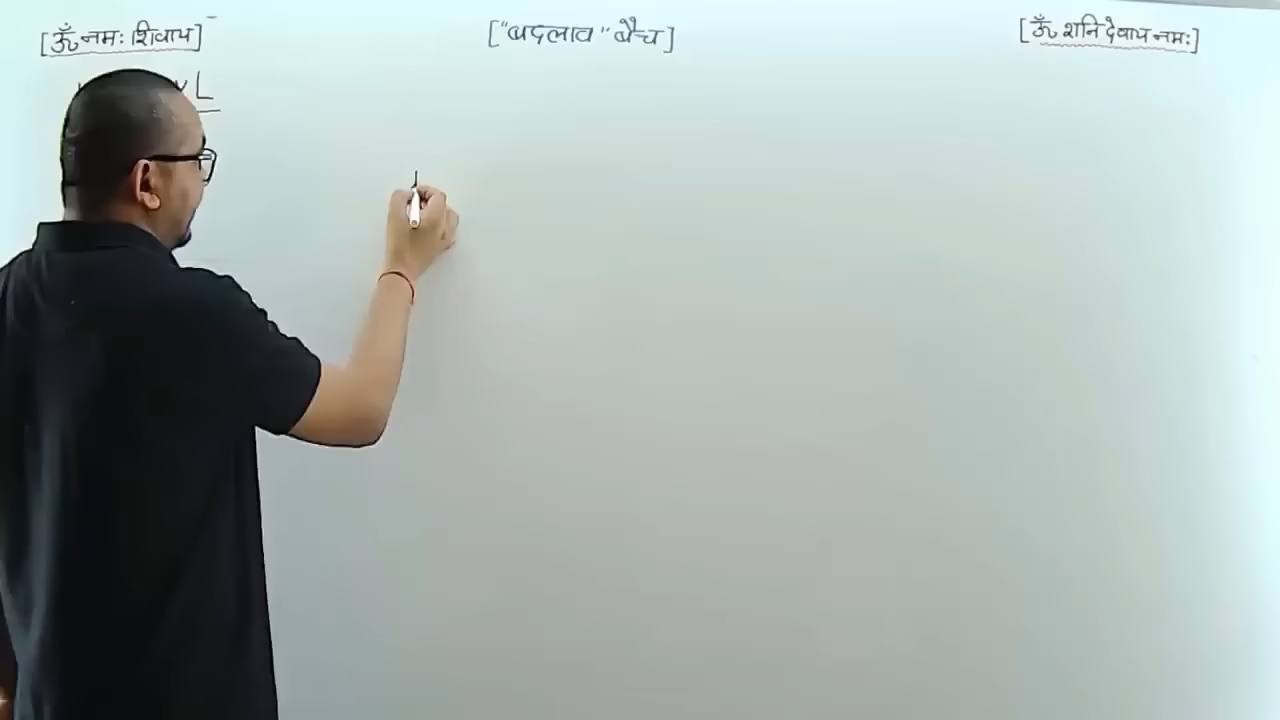 [ॐ नमः शिवाय]
["बदलाव" बैच]
[ॐ शनि देवाय नमः]
L